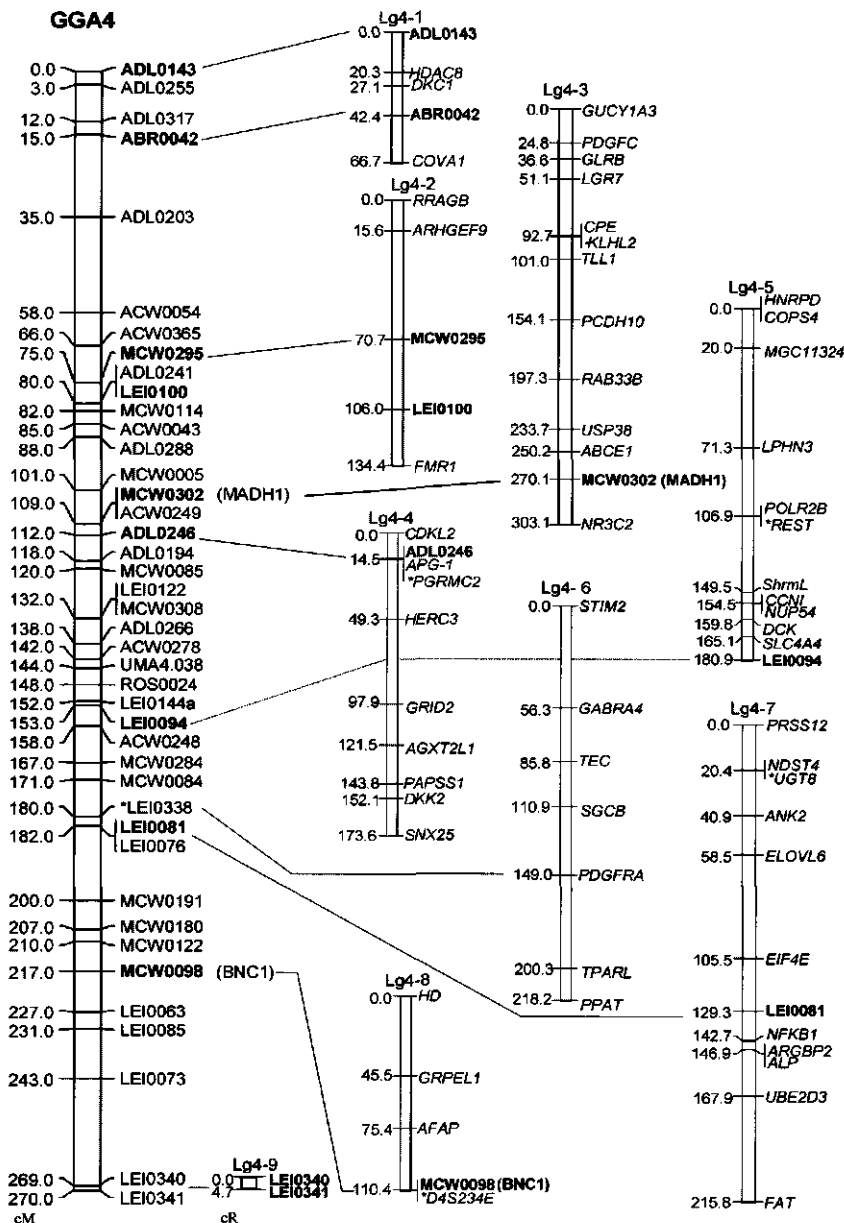 GGA4
0.0 ADL0143
3.0 ADL0255
12.0 ADL0317
15.0 ABR0042
35.0 ADL0203
58.0 ACW0054
66.0 ACW0365
75.0 MCW0295
ADL0241
80.0 LEI0100
82.0 MCW0114
85.0 ACW0043
88.0 ADL0288
101.0 MCW0005
MCW0302 (MADH1)
109.0 ACW0249
112.0 ADL0246
118.0 ADL0194
120.0 MCW0085
LEI0122
132.0 MCW0308
138.0 ADL0266
142.0 ACW0278
144.0 UMA4.038
148.0 ROS0024
152.0 LEI0144a
153.0 LEI0094
158.0 ACW0248
167.0 MCW0284
171.0 MCW0084
180.0 *LEI0338
182.0 LEI0081
LEI0076
200.0 MCW0191
207.0 MCW0180
210.0 MCW0122
217.0 MCW0098 (BNC1)
227.0 LEI0063
231.0 LEI0085
243.0 LEI0073
269.0 LEI0340
270.0 LEI0341
cM
Lg4-1
0.0 ADL0143
20.3 HDAC8
27.1 DKC1
42.4 ABR0042
66.7 COVA1
Lg4-2
0.0 RRAGB
15.6 ARHGEF9
70.7 MCW0295
106.0 LEI0100
134.4 FMR1
Lg4-3
0.0 GUCY1A3
24.8 PDGFC
36.6 GLRB
51.1 LGR7
92.7 CPE
KLHL2
101.0 TLL1
154.1 PCDH10
197.3 RAB33B
233.7 USP38
250.2 ABCE1
270.1 MCW0302 (MADH1)
303.1 NR3C2
Lg4-4
0.0 CDKL2
14.5 ADL0246
APG-1
*PGRMC2
49.3 HERC3
97.9 GRID2
121.5 AGXT2L1
143.8 PAPSS1
152.1 DKK2
173.6 SNX25
Lg4-5
0.0 HNRPD
COPS4
20.0 MGC11324
71.3 LPHN3
106.9 POLR2B
*REST
149.5 ShrmL
154.5 CCNI
NUP54
159.8 DCK
165.1 SLC4A4
180.9 LEI0094
Lg4-6
0.0 STIM2
56.3 GABRA4
85.8 TEC
110.9 SGCB
149.0 PDGFRA
200.3 TPARL
218.2 PPAT
Lg4-7
0.0 PRSS12
20.4 NDST4
*UGT8
40.9 ANK2
58.5 ELOVL6
105.5 EIF4E
129.3 LEI0081
142.7 NFKB1
146.9 ARGBP2
ALP
167.9 UBE2D3
215.8 FAT
Lg4-8
0.0 HD
45.5 GRPEL1
75.4 AFAP
110.4 MCW0098 (BNC1)
*D4S234E
Lg4-9
0.0 LEI0340
4.7 LEI0341
cR